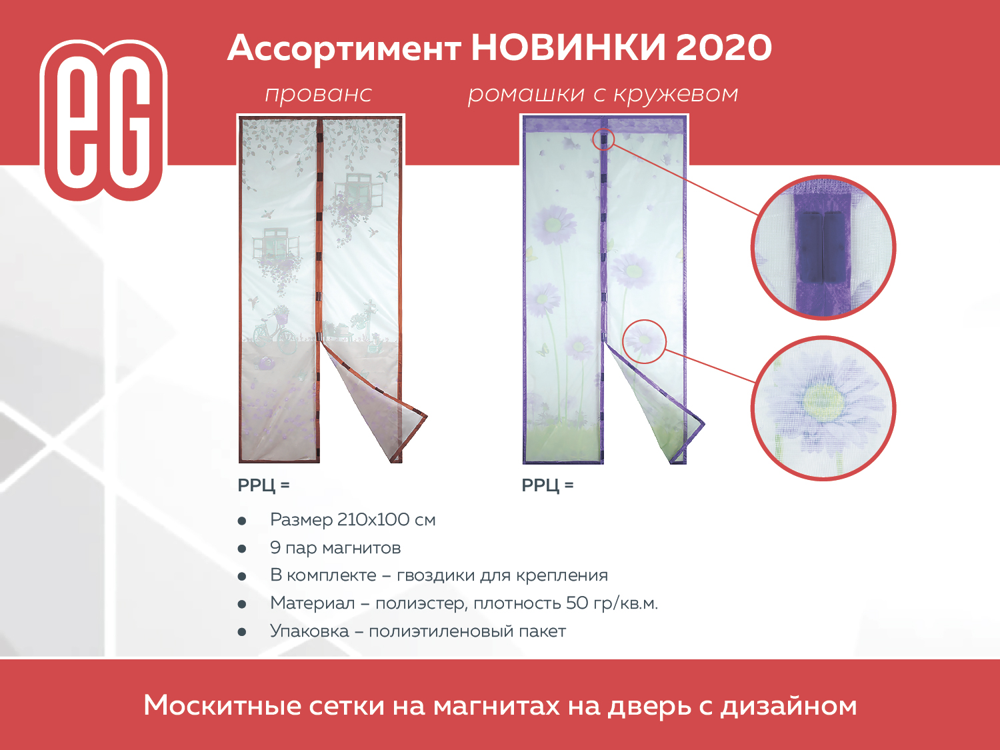 Ассортимент НОВИНКИ 2020
прованс
ромашки с кружевом
eG
РРЦ =
РРЦ =
● Размер 210х100 см
● 9 пар магнитов
● В комплекте – гвоздики для крепления
● Материал – полиэстер, плотность 50 гр/кв.м.
● Упаковка – полиэтиленовый пакет
Москитные сетки на магнитах на дверь с дизайном